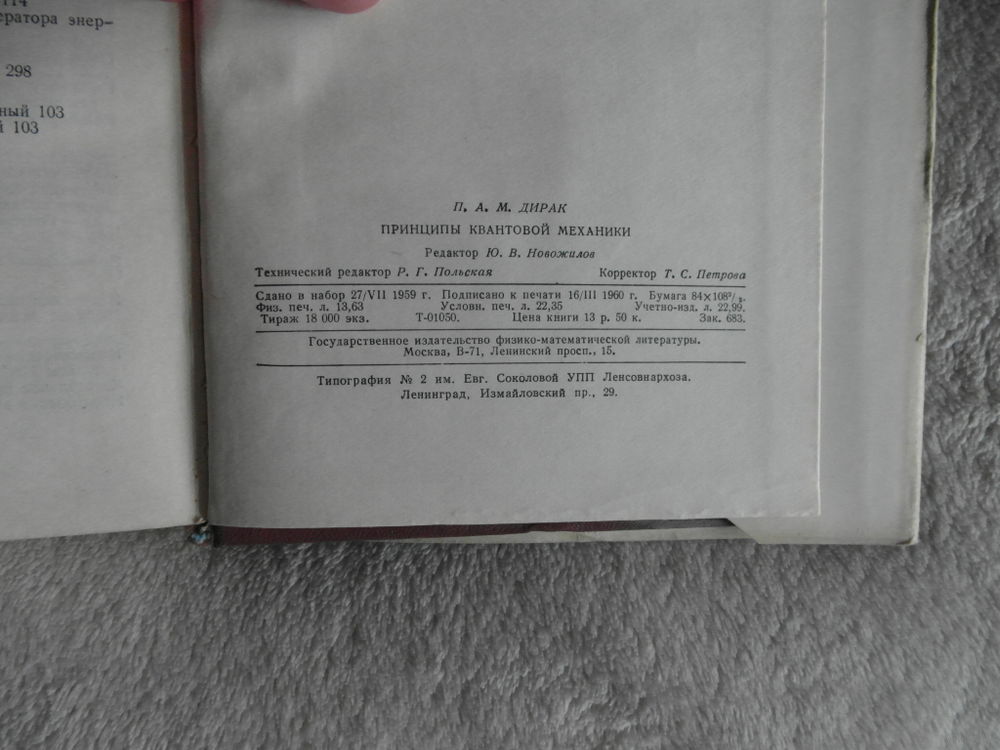 114
ератора энер-
298
ный 103
й 103
П. А. М. ДИРАК
ПРИНЦИПЫ КВАНТОВОЙ МЕХАНИКИ
Редактор Ю. В. Новожилов
Технический редактор Р. Г. Польская Корректор Т. С. Петрова
Сдано в набор 27/VII 1959 г. Подписано к печати 16/III 1960 г. Бумага
Физ. печ. л. 13,63 Условн. печ. л. 22,35 Учетно-изд. л. 22,99.
Тираж 18 000 экз. Т-01050. Цена книги 13 р. 50 к. Зак. 683.
Государственное издательство физико-математической литературы.
Москва, В-71, Ленинский просп., 15.
Типография № 2 им. Евг. Соколовой УПП Ленсовнархоза.
Ленинград, Измайловский пр., 29.